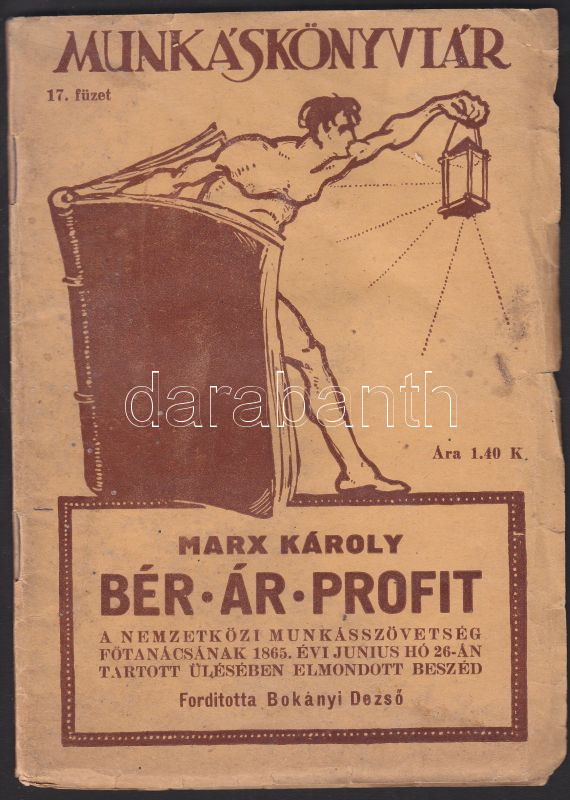 MUNKÁSKÖNYVTÁR
17. füzet
darabanth
Ára 1.40 K.
MARX KÁROLY
BÉR · ÁR · PROFIT
A NEMZETKÖZI MUNKÁSSZÖVETSÉG
FŐTANÁCSÁNAK 1865. ÉVI JUNIUS HÓ 26-ÁN
TARTOTT ÜLÉSÉBEN ELMONDOTT BESZÉD
Forditotta Bokányi Dezső